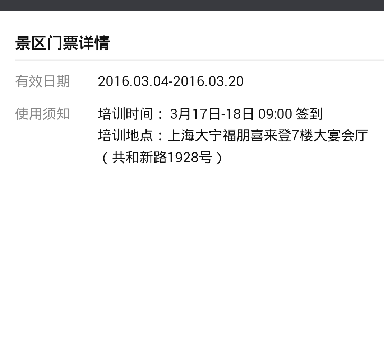 景区门票详情
有效日期 2016.03.04-2016.03.20
使用须知 培训时间： 3月17日-18日 09:00 签到
培训地点：上海大宁福朋喜来登7楼大宴会厅
（共和新路1928号）